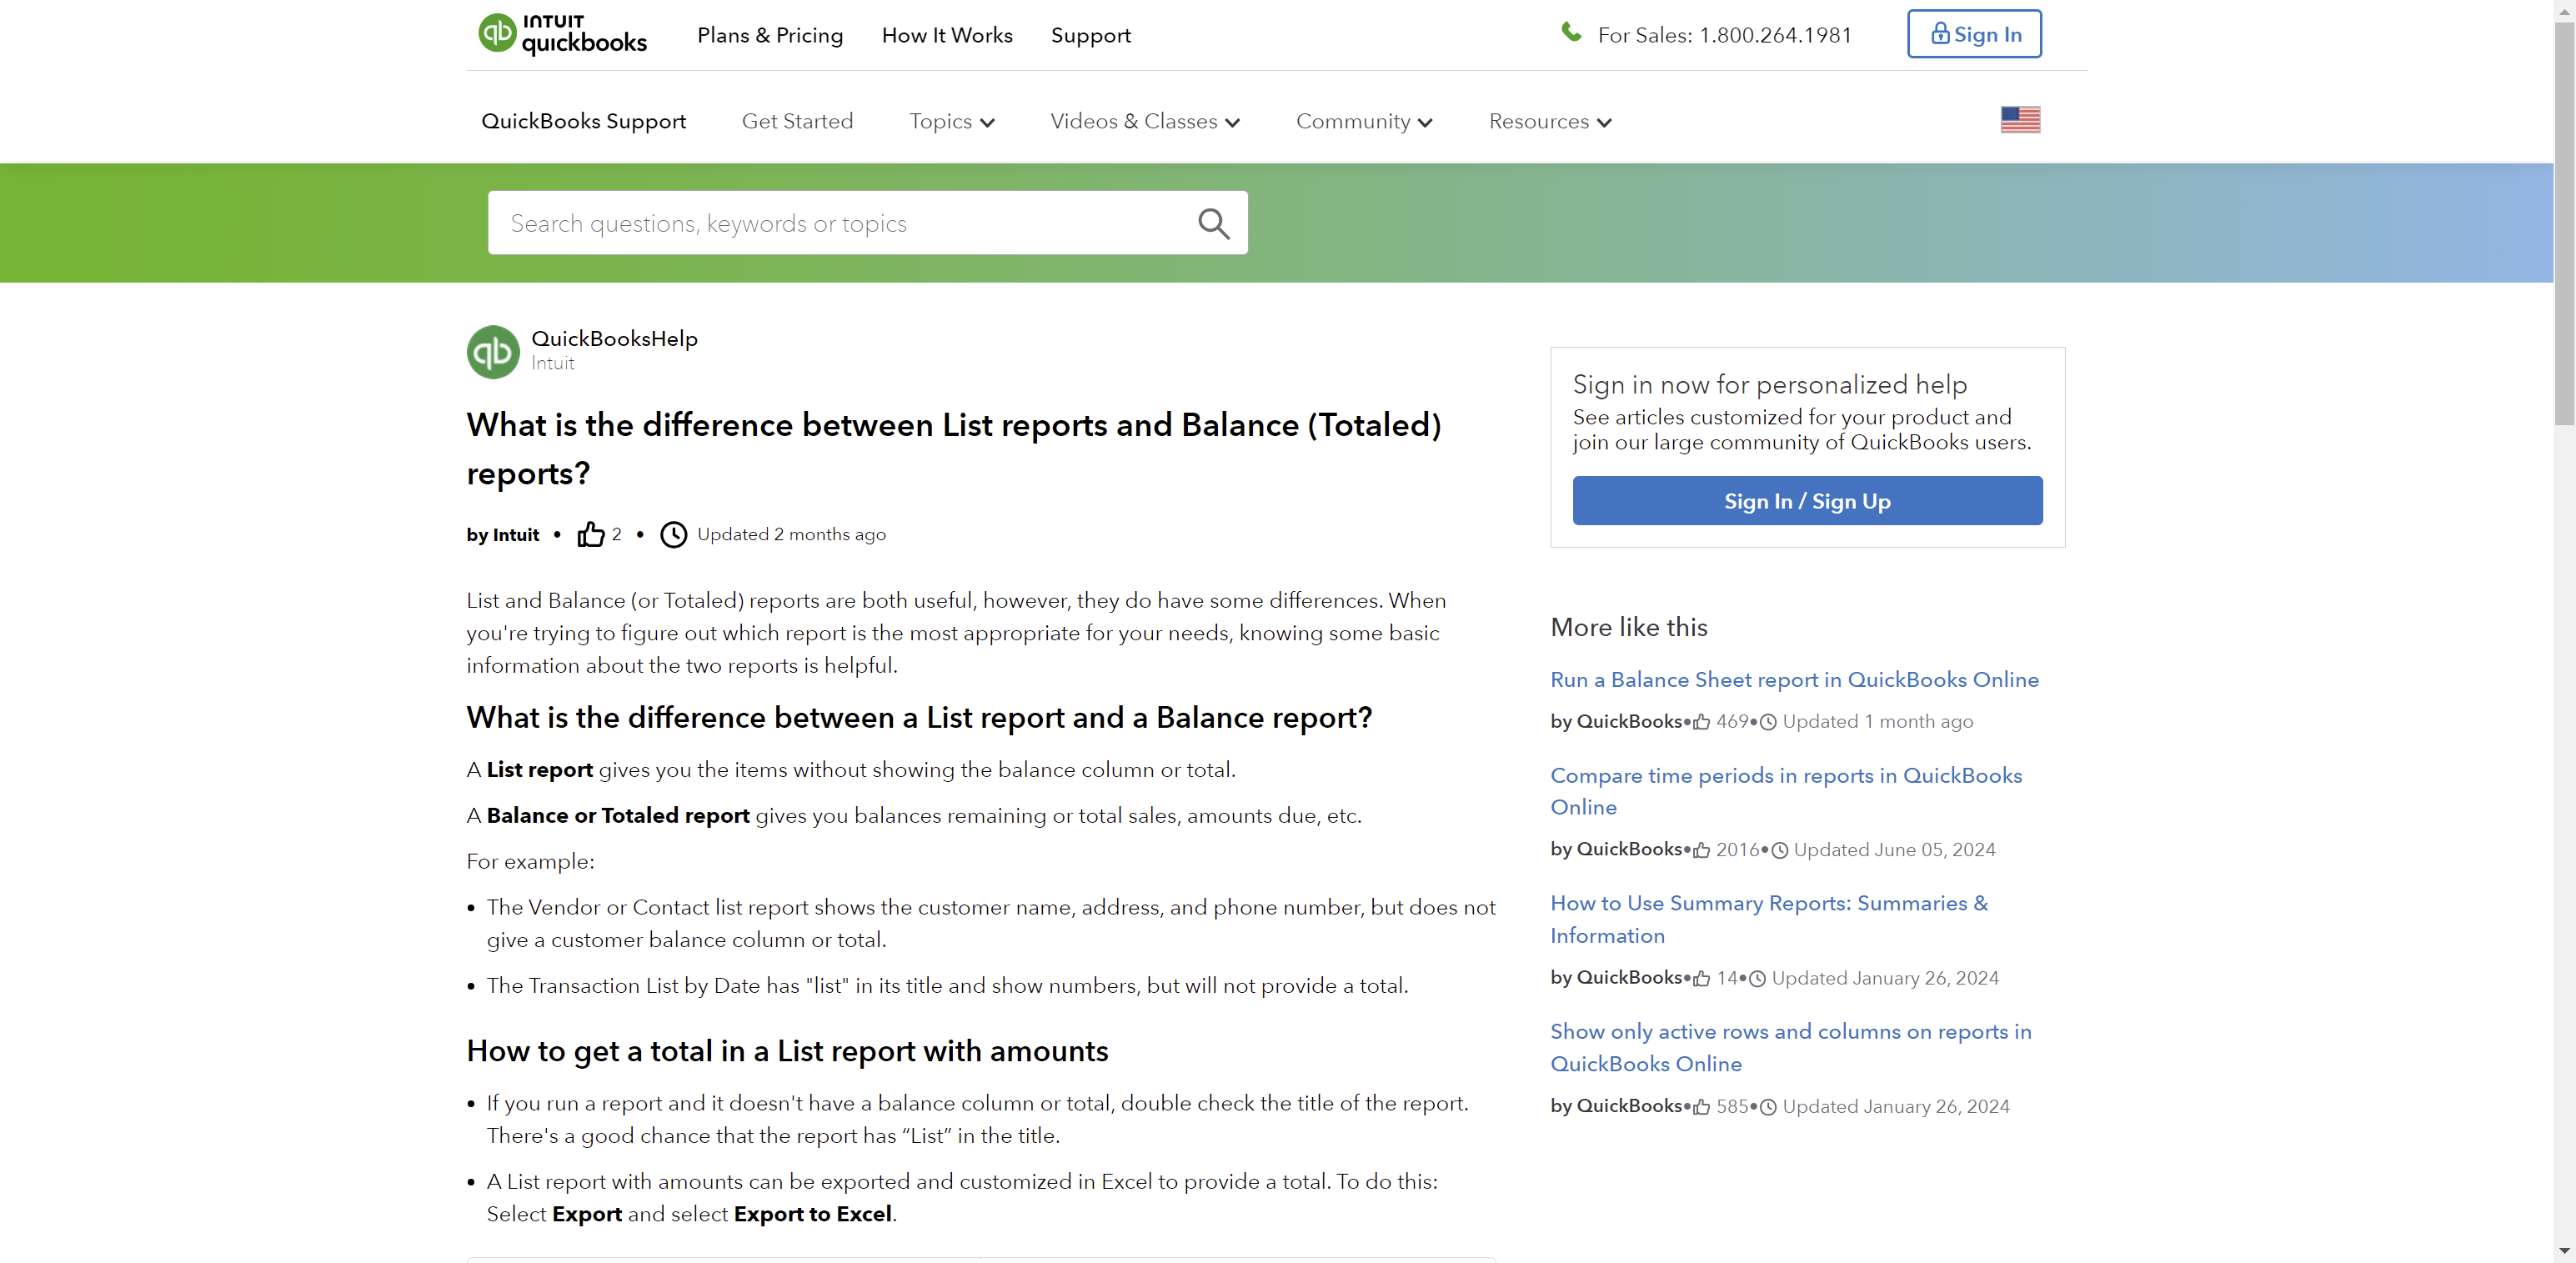 INTUIT
quickbooks
Plans & Pricing
How It Works
Support
For Sales: 1.800.264.1981
Sign In
QuickBooks Support
Get Started
Topics
Videos & Classes
Community
Resources
Search questions, keywords or topics
qb
QuickBooksHelp
Intuit
What is the difference between List reports and Balance (Totaled)
reports?
by Intuit • 2 • Updated 2 months ago
List and Balance (or Totaled) reports are both useful, however, they do have some differences. When
you're trying to figure out which report is the most appropriate for your needs, knowing some basic
information about the two reports is helpful.
What is the difference between a List report and a Balance report?
A List report gives you the items without showing the balance column or total.
A Balance or Totaled report gives you balances remaining or total sales, amounts due, etc.
For example:
• The Vendor or Contact list report shows the customer name, address, and phone number, but does not
give a customer balance column or total.
• The Transaction List by Date has "list" in its title and show numbers, but will not provide a total.
How to get a total in a List report with amounts
• If you run a report and it doesn't have a balance column or total, double check the title of the report.
There's a good chance that the report has “List” in the title.
• A List report with amounts can be exported and customized in Excel to provide a total. To do this:
Select Export and select Export to Excel.
Sign in now for personalized help
See articles customized for your product and
join our large community of QuickBooks users.
Sign In / Sign Up
More like this
Run a Balance Sheet report in QuickBooks Online
by QuickBooks• 469• Updated 1 month ago
Compare time periods in reports in QuickBooks
Online
by QuickBooks• 2016• Updated June 05, 2024
How to Use Summary Reports: Summaries &
Information
by QuickBooks• 14• Updated January 26, 2024
Show only active rows and columns on reports in
QuickBooks Online
by QuickBooks• 585• Updated January 26, 2024